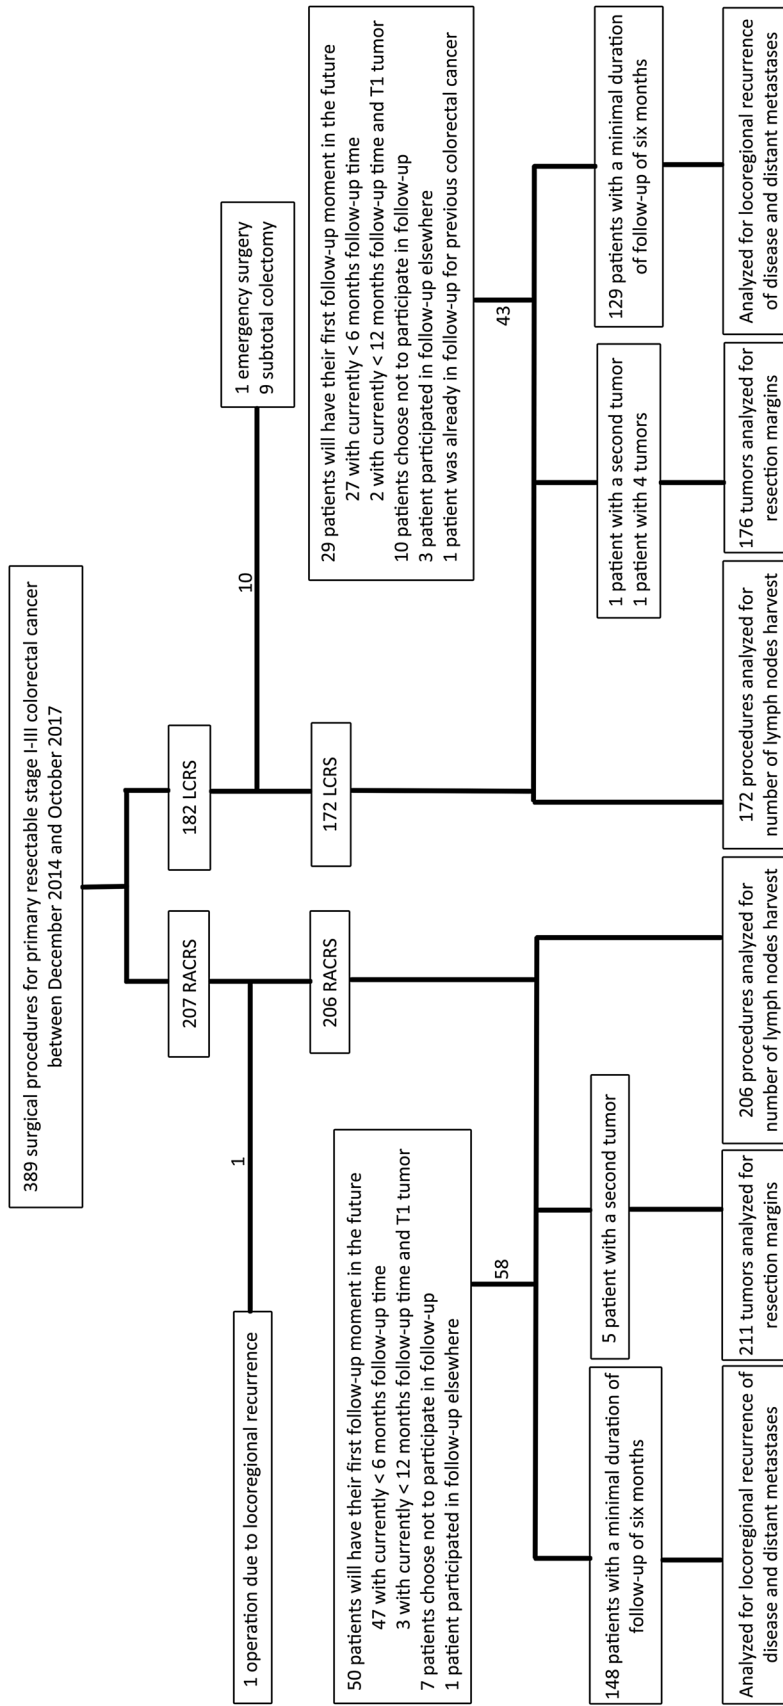 389 surgical procedures for primary resectable stage I-III colorectal cancer
between December 2014 and October 2017
207 RACRS
182 LCRS
1
10
1 operation due to locoregional recurrence
1 emergency surgery
9 subtotal colectomy
206 RACRS
172 LCRS
50 patients will have their first follow-up moment in the future
47 with currently < 6 months follow-up time
3 with currently < 12 months follow-up time and T1 tumor
7 patients choose not to participate in follow-up
1 patient participated in follow-up elsewhere
29 patients will have their first follow-up moment in the future
27 with currently < 6 months follow-up time
2 with currently < 12 months follow-up time and T1 tumor
10 patients choose not to participate in follow-up
3 patient participated in follow-up elsewhere
1 patient was already in follow-up for previous colorectal cancer
58
43
148 patients with a minimal duration of
follow-up of six months
5 patient with a second tumor
1 patient with a second tumor
1 patient with 4 tumors
129 patients with a minimal duration
of follow-up of six months
Analyzed for locoregional recurrence of
disease and distant metastases
211 tumors analyzed for
resection margins
206 procedures analyzed for
number of lymph nodes harvest
172 procedures analyzed for
number of lymph nodes harvest
176 tumors analyzed for
resection margins
Analyzed for locoregional recurrence
of disease and distant metastases